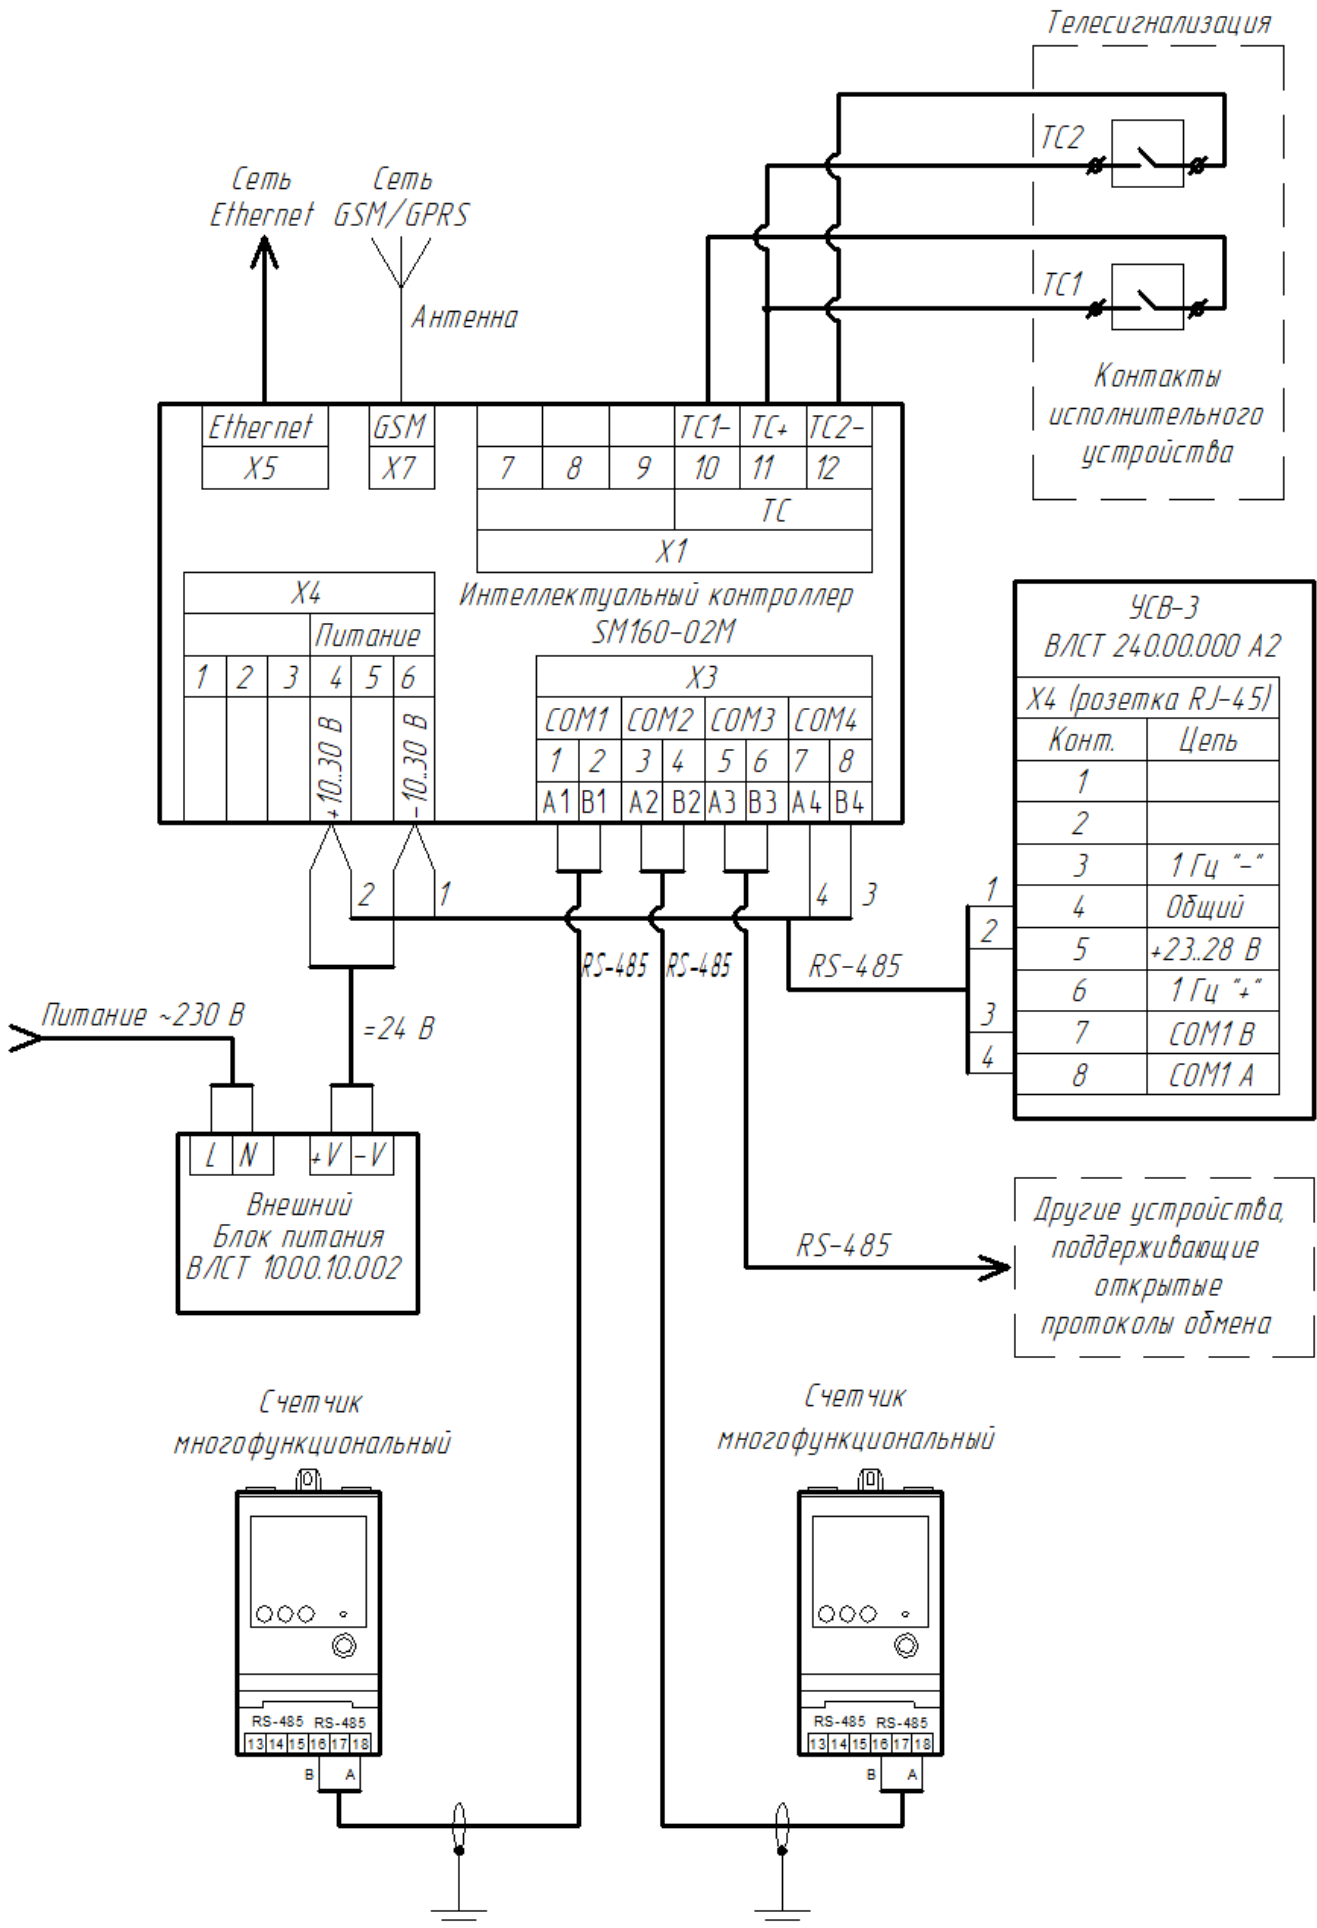 Телесигнализация
ТС2
ТС1
Контакты
исполнительного
устройства
Сеть
Ethernet
Сеть
GSM/GPRS
Антенна
Ethernet
X5
GSM
X7
ТС1- ТС+ ТС2-
7 8 9 10 11 12
ТС
X1
Интеллектуальный контроллер
SM160-02M
X4
Питание
1 2 3 4 5 6
+10..30 В
-10..30 В
X3
COM1 COM2 COM3 COM4
1 2 3 4 5 6 7 8
A1 B1 A2 B2 A3 B3 A4 B4
2 1 4 3
RS-485 RS-485 RS-485
УСВ-3
ВЛСТ 240.00.000 А2
X4 (розетка RJ-45)
Конт. Цепь
1
2
3 1 Гц "-"
4 Общий
5 +23..28 В
6 1 Гц "+"
7 COM1 B
8 COM1 A
1
2
3
4
Питание ~230 В
=24 В
L N +V -V
Внешний
Блок питания
ВЛСТ 1000.10.002
RS-485
Другие устройства,
поддерживающие
открытые
протоколы обмена
Счетчик
многофункциональный
RS-485 RS-485
13 14 15 16 17 18
B A
Счетчик
многофункциональный
RS-485 RS-485
13 14 15 16 17 18
B A